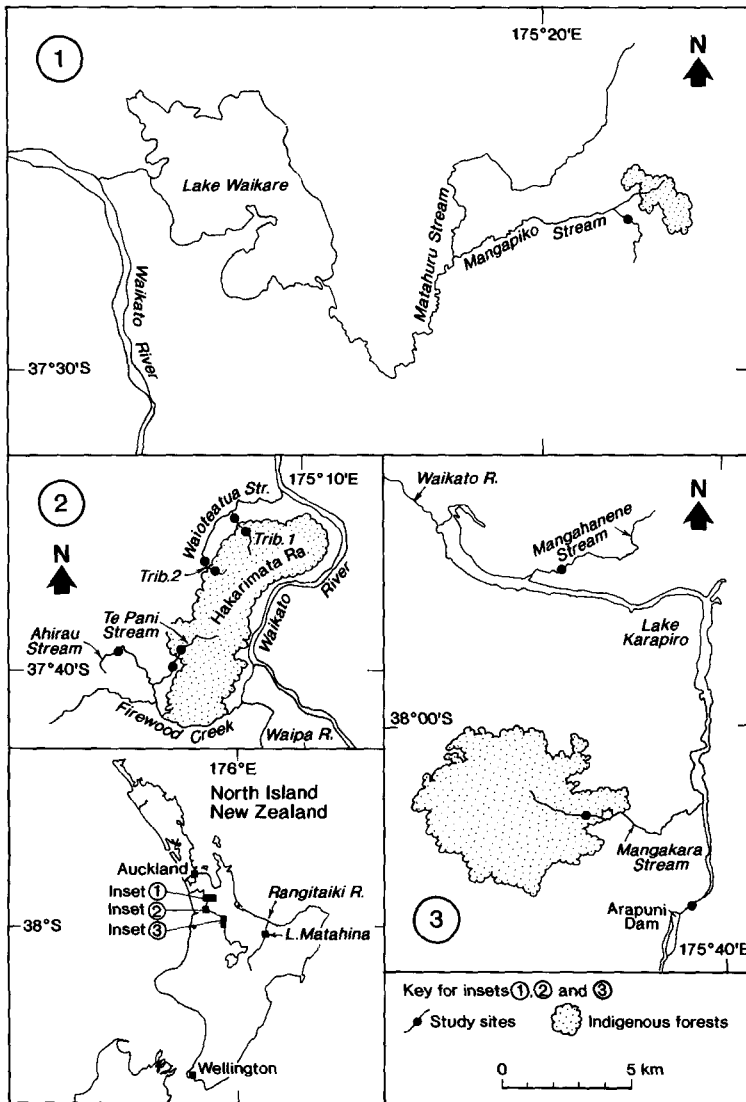 1
175°20'E
N
Lake Waikare
Matahuru Stream
Mangapiko Stream
Waikato River
37°30'S
2
175°10'E
N
Waioteatua Str.
Trib.1
Trib.2
Hakarimata Ra.
Waikato River
Te Pani Stream
Ahirau Stream
37°40'S
Firewood Creek
Waipa R.
Waikato R.
N
Mangahanene Stream
Lake Karapiro
38°00'S
Mangakara Stream
3
Arapuni Dam
175°40'E
176°E
North Island
New Zealand
Auckland
Inset 1
Inset 2
Inset 3
38°S
Rangitaiki R.
L.Matahina
Wellington
Key for insets 1, 2 and 3
Study sites
Indigenous forests
0 5 km